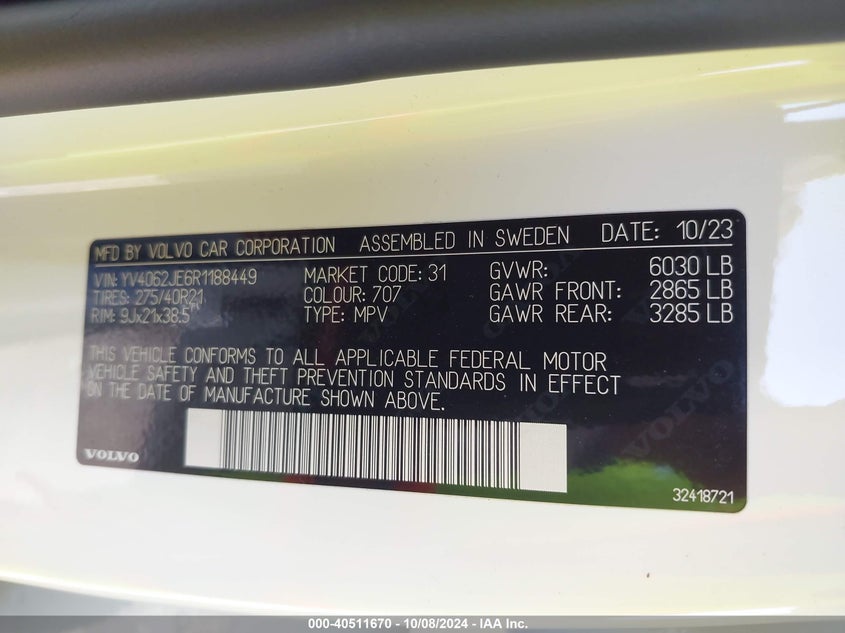 MFD BY VOLVO CAR CORPORATION ASSEMBLED IN SWEDEN DATE: 10/23
VIN: YV4062JE6R1188449 MARKET CODE: 31 GVWR: 6030 LB
TIRES: 275/40R21 COLOUR: 707 GAWR FRONT: 2865 LB
RIM: 9Jx21x38.5 TYPE: MPV GAWR REAR: 3285 LB
THIS VEHICLE CONFORMS TO ALL APPLICABLE FEDERAL MOTOR
VEHICLE SAFETY AND THEFT PREVENTION STANDARDS IN EFFECT
ON THE DATE OF MANUFACTURE SHOWN ABOVE.
VOLVO
32418721
000-40511670 - 10/08/2024 - IAA Inc.